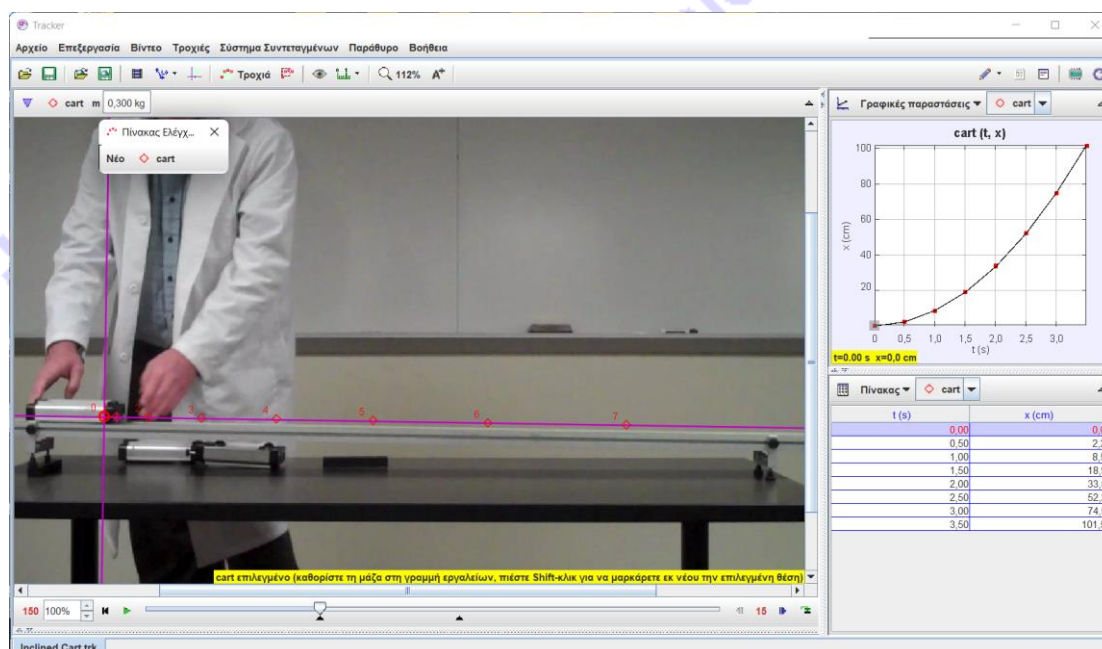 Tracker
Αρχείο Επεξεργασία Βίντεο Τροχιές Σύστημα Συντεταγμένων Παράθυρο Βοήθεια
Τροχιά 112% A
cart m 0,300 kg
Πίνακας Ελέγχ...
Νέο cart
0
3
4
5
6
7
cart επιλεγμένο (καθορίστε τη μάζα στη γραμμή εργαλείων, πιέστε Shift-κλικ για να μαρκάρετε εκ νέου την επιλεγμένη θέση)
150 100% 15
Inclined Cart.trk
Γραφικές παραστάσεις cart
cart (t, x)
100
80
60
40
20
x (cm)
0 0,5 1,0 1,5 2,0 2,5 3,0
t (s)
t=0.00 s x=0,0 cm
Πίνακας cart
t (s) x (cm)
0,00 0,
0,50 2,
1,00 8,
1,50 18,
2,00 33,
2,50 52,
3,00 74,
3,50 101,